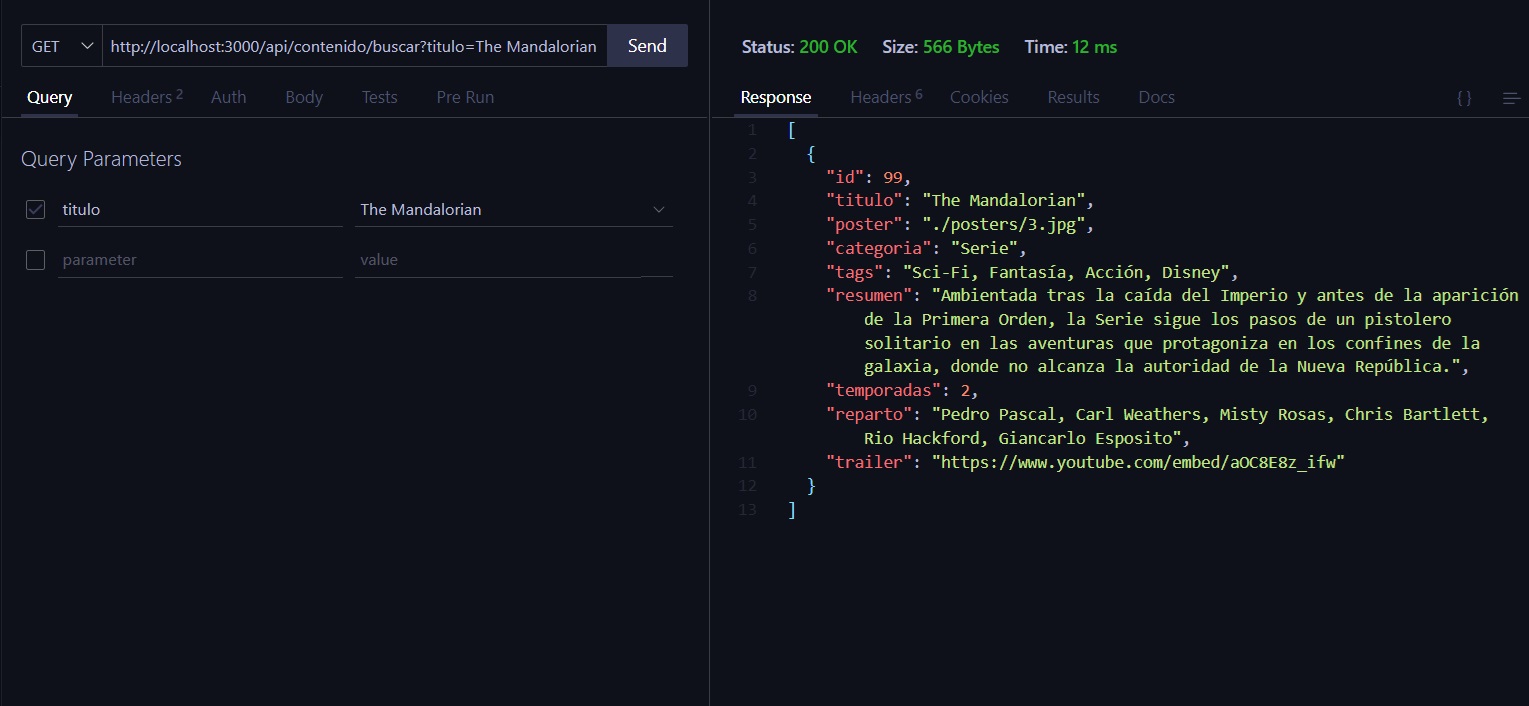 GET http://localhost:3000/api/contenido/buscar?titulo=The Mandalorian Send
Query Headers 2 Auth Body Tests Pre Run
Query Parameters
titulo The Mandalorian
parameter value
Status: 200 OK Size: 566 Bytes Time: 12 ms
Response Headers 6 Cookies Results Docs { }
1 [
2 {
3 "id": 99,
4 "titulo": "The Mandalorian",
5 "poster": "./posters/3.jpg",
6 "categoria": "Serie",
7 "tags": "Sci-Fi, Fantasía, Acción, Disney",
8 "resumen": "Ambientada tras la caída del Imperio y antes de la aparición
de la Primera Orden, la Serie sigue los pasos de un pistolero
solitario en las aventuras que protagoniza en los confines de la
galaxia, donde no alcanza la autoridad de la Nueva República.",
9 "temporadas": 2,
10 "reparto": "Pedro Pascal, Carl Weathers, Misty Rosas, Chris Bartlett,
Rio Hackford, Giancarlo Esposito",
11 "trailer": "https://www.youtube.com/embed/aOC8E8z_ifw"
12 }
13 ]